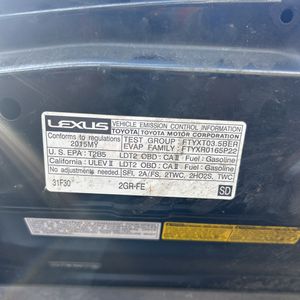 LEXUS VEHICLE EMISSION CONTROL INFORMATION
TOYOTA/TOYOTA MOTOR CORPORATION
Conforms to regulations TEST GROUP : FTYXT03.5BER
2015MY EVAP. FAMILY: FTYXR0165P22
U.S. EPA : T2B5 LDT2 OBD : CA II Fuel : Gasoline
California : ULEV II LDT2 OBD : CA II Fuel : Gasoline
No adjustments needed. SFI, 2A/FS, 2TWC, 2HO2S, TWC
31F30 2GR-FE SD